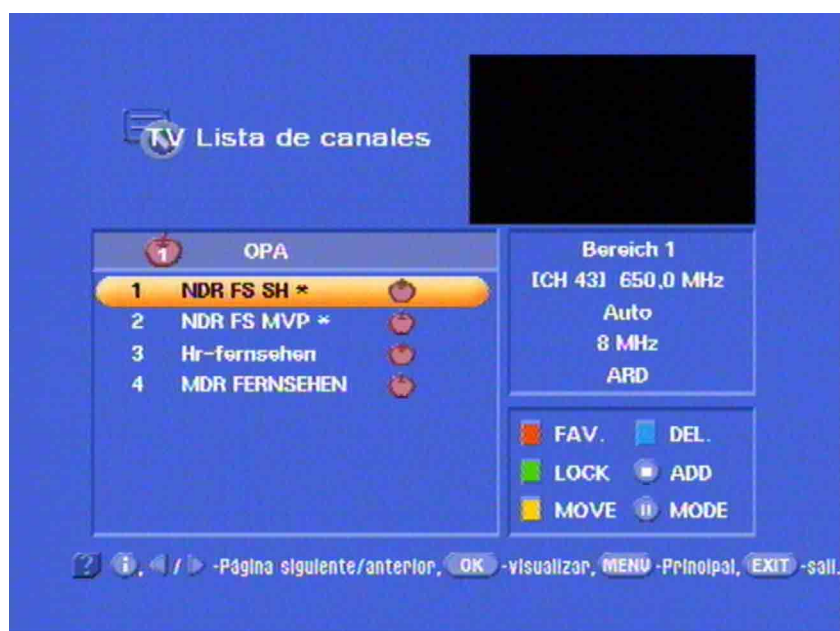 TV Lista de canales
1 OPA
1 NDR FS SH *
2 NDR FS MVP *
3 Hr-fernsehen
4 MDR FERNSEHEN
Bereich 1
[CH 43] 650,0 MHz
Auto
8 MHz
ARD
FAV. DEL.
LOCK ADD
MOVE MODE
? i, / -Página siguiente/anterior, OK -visualizar, MENU -Principal, EXIT -sali.